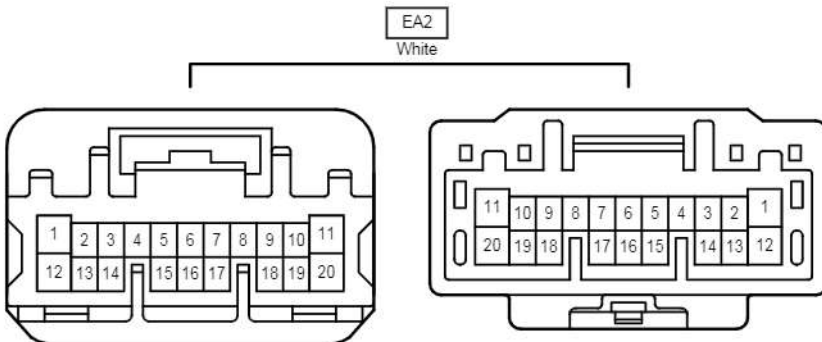 EA2
White
1 2 3 4 5 6 7 8 9 10 11
12 13 14 15 16 17 18 19 20
11 10 9 8 7 6 5 4 3 2 1
20 19 18 17 16 15 14 13 12